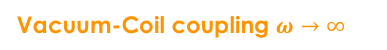 Vacuum-Coil coupling ω → ∞